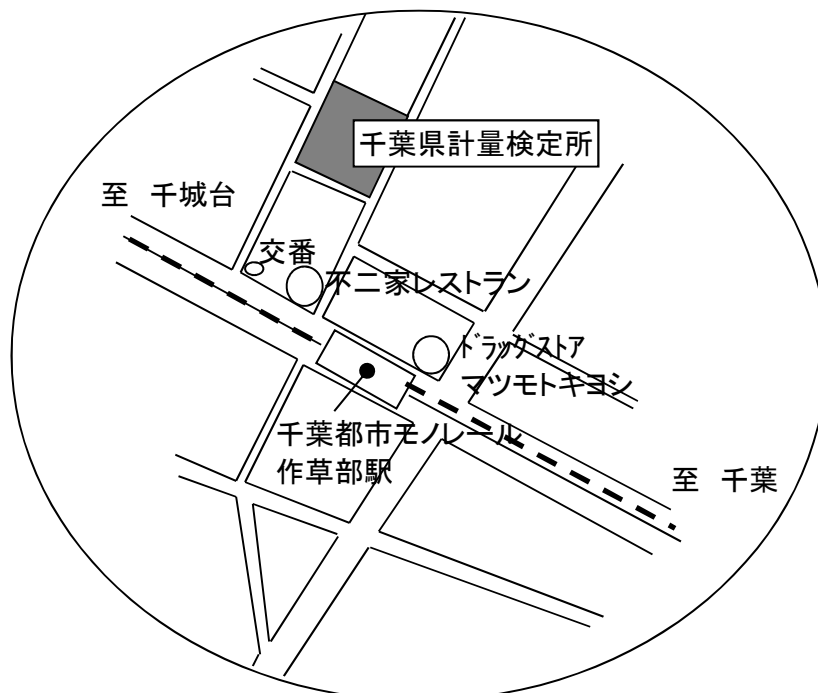 千葉県計量検定所
至　千城台
交番
不二家レストラン
ﾄﾞﾗｯｸﾞｽﾄｱ
マツモトキヨシ
千葉都市モノレール
作草部駅
至　千葉